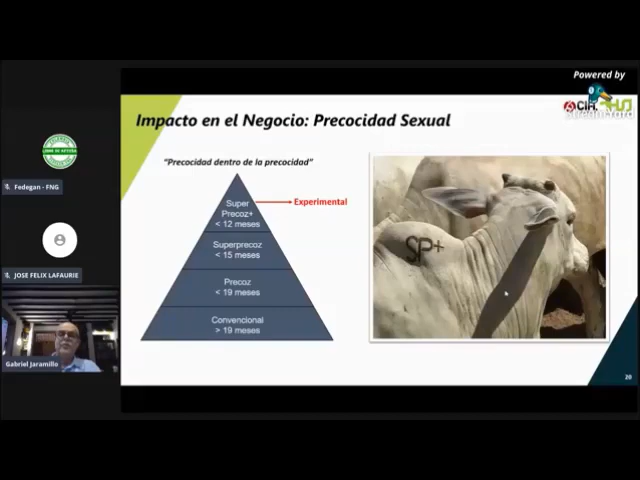 Powered by
Impacto en el Negocio: Precocidad Sexual
"Precocidad dentro de la precocidad"
Super
Precoz+
< 12 meses
Experimental
Superprecoz
< 15 meses
Precoz
< 19 meses
Convencional
> 19 meses
SP+
Fedegan - FNG
JOSE FELIX LAFAURIE
Gabriel Jaramillo
20